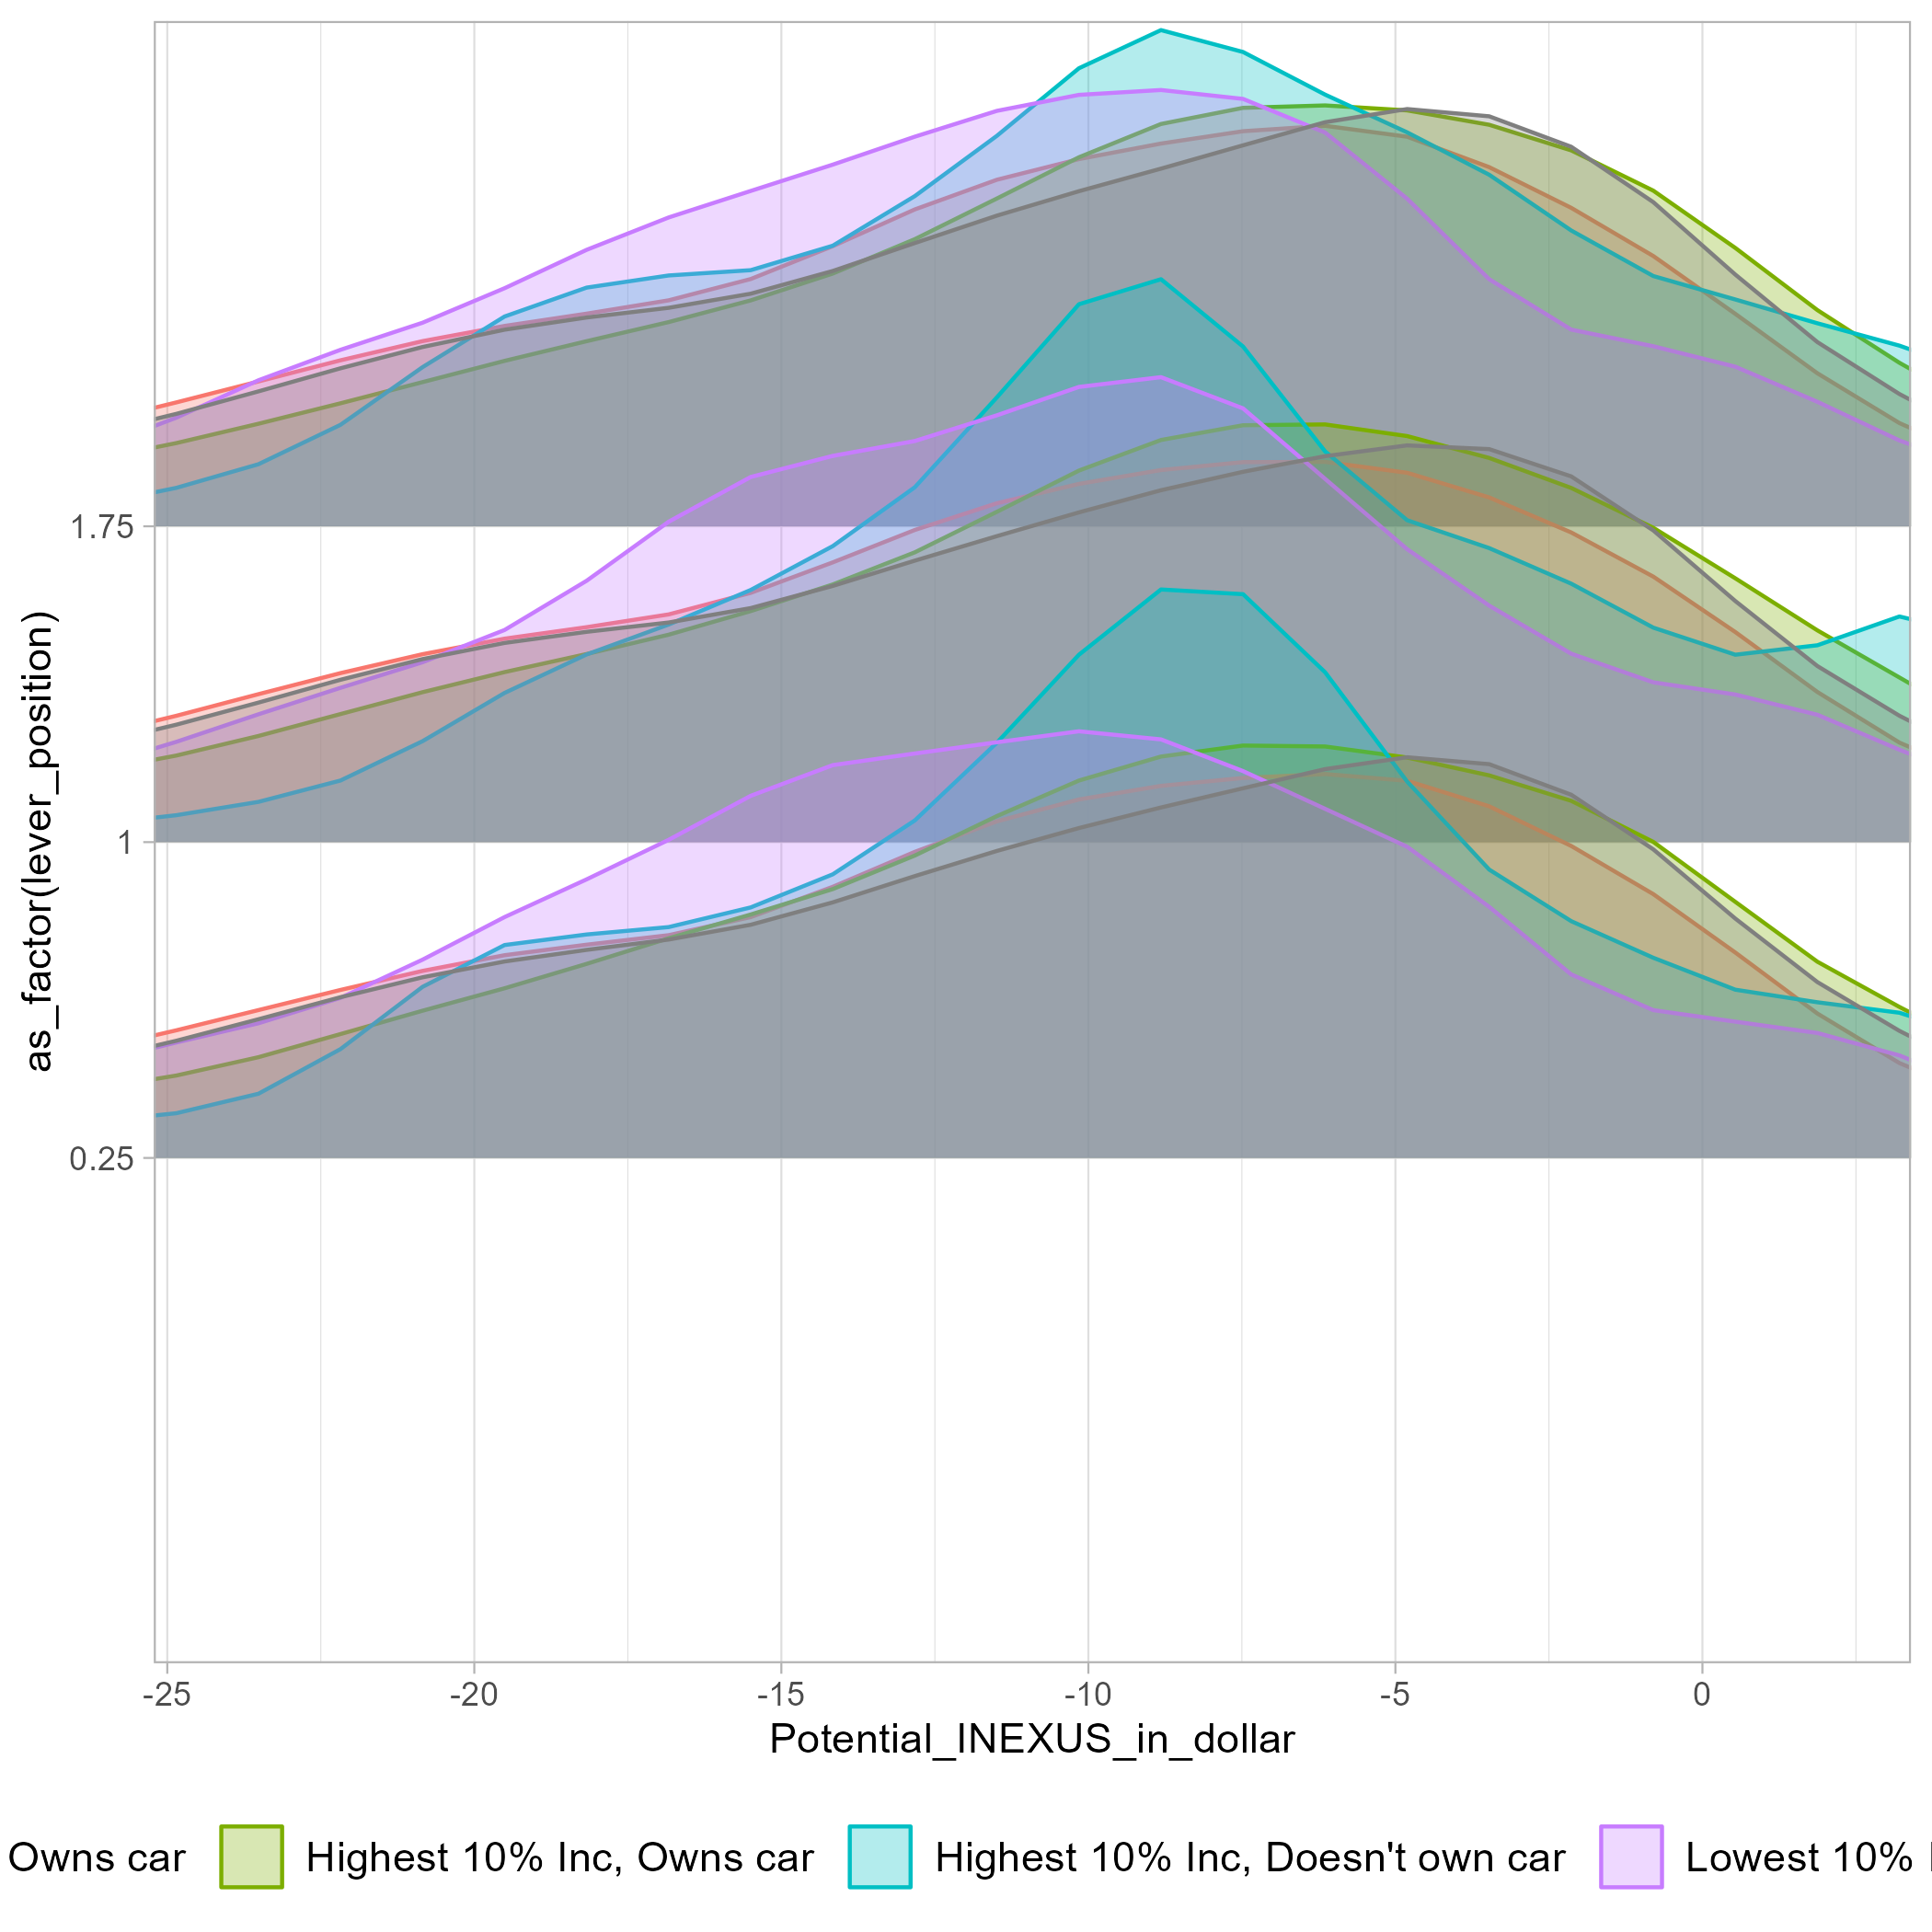 as_factor(lever_position)
1.75
1
0.25
-25 -20 -15 -10 -5 0
Potential_INEXUS_in_dollar
Owns car Highest 10% Inc, Owns car Highest 10% Inc, Doesn't own car Lowest 10%